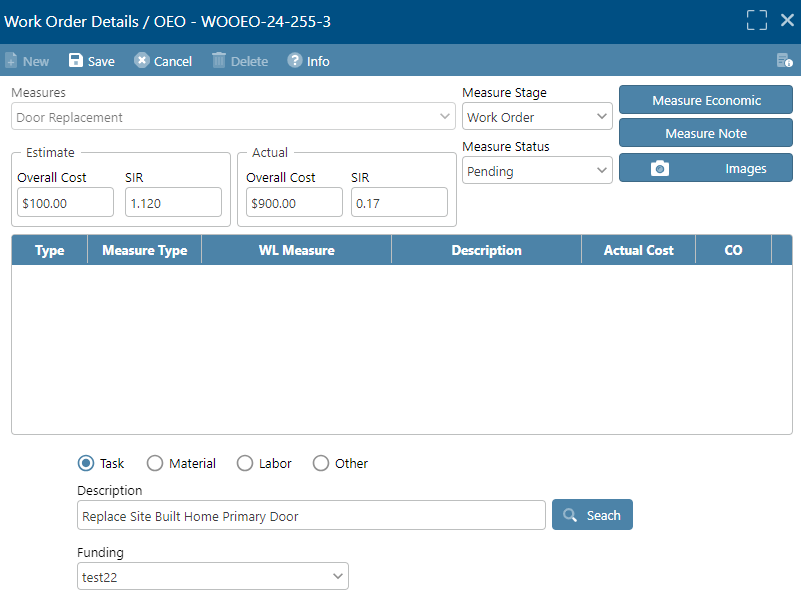 Work Order Details / OEO - WOOEO-24-255-3
New Save Cancel Delete Info
Measures
Door Replacement
Measure Stage
Work Order
Measure Status
Pending
Measure Economic
Measure Note
Images
Estimate
Overall Cost SIR
$100.00 1.120
Actual
Overall Cost SIR
$900.00 0.17
Type Measure Type WL Measure Description Actual Cost CO
Task Material Labor Other
Description
Replace Site Built Home Primary Door Seach
Funding
test22